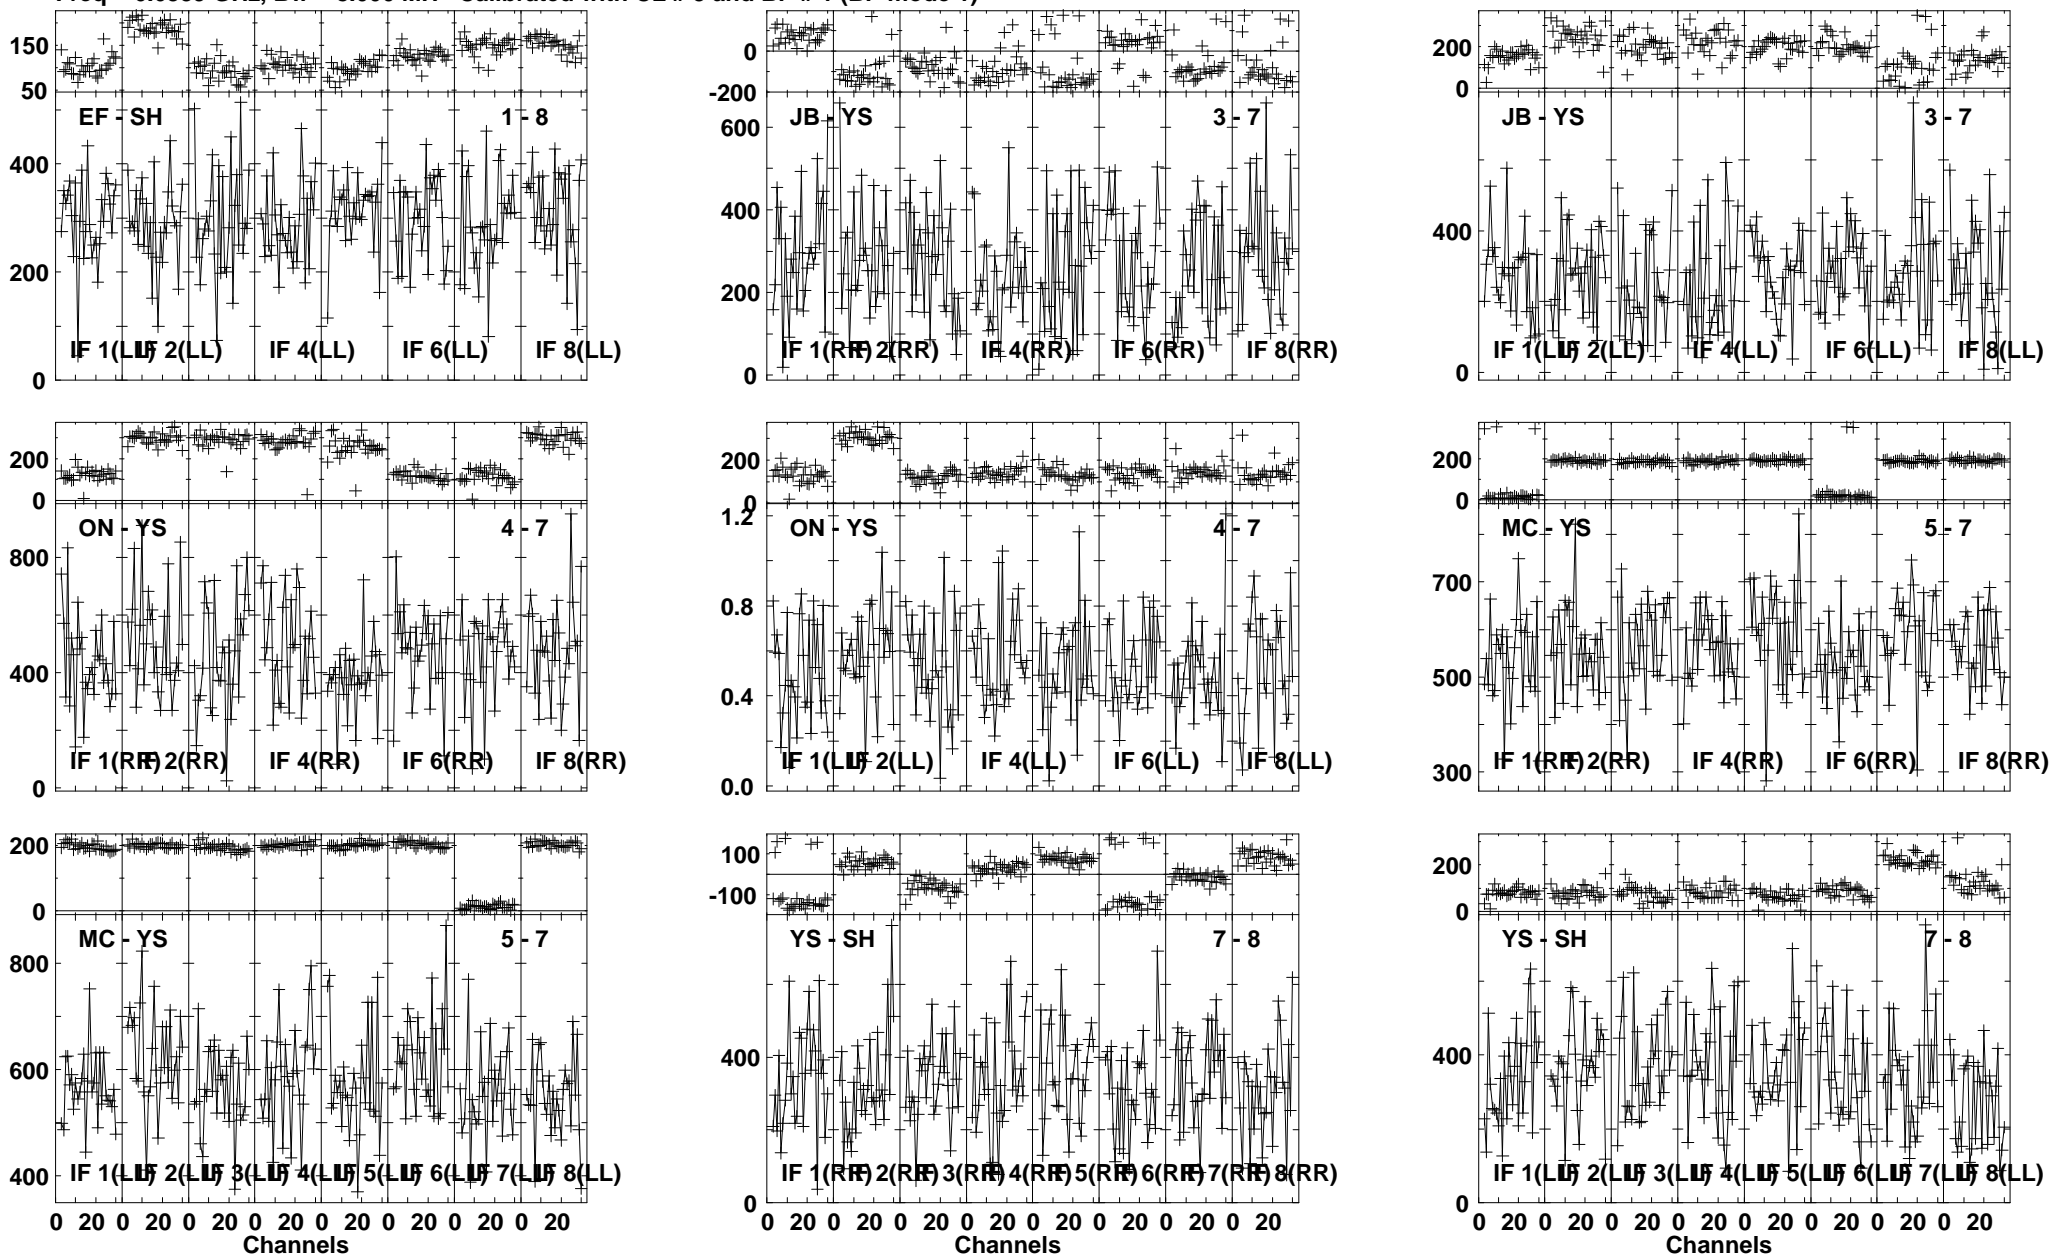 EF - SH 1 - 8
150
50
400
200
0
IF 1(LL) IF 2(LL) IF 4(LL) IF 6(LL) IF 8(LL)
JB - YS 3 - 7
0
-200
600
400
200
0
IF 1(RR) IF 2(RR) IF 4(RR) IF 6(RR) IF 8(RR)
JB - YS 3 - 7
200
0
400
0
IF 1(LL) IF 2(LL) IF 4(LL) IF 6(LL) IF 8(LL)
ON - YS 4 - 7
200
0
800
400
0
IF 1(RR) IF 2(RR) IF 4(RR) IF 6(RR) IF 8(RR)
ON - YS 4 - 7
200
0
1.2
0.8
0.4
0.0
IF 1(LL) IF 2(LL) IF 4(LL) IF 6(LL) IF 8(LL)
MC - YS 5 - 7
200
0
700
500
300
IF 1(RR) IF 2(RR) IF 4(RR) IF 6(RR) IF 8(RR)
MC - YS 5 - 7
200
0
800
600
400
IF 1(LL) IF 2(LL) IF 3(LL) IF 4(LL) IF 5(LL) IF 6(LL) IF 7(LL) IF 8(LL)
0 20 0 20 0 20 0 20 0 20 0 20 0 20 0 20
Channels
YS - SH 7 - 8
100
-100
400
0
IF 1(RR) IF 2(RR) IF 3(RR) IF 4(RR) IF 5(RR) IF 6(RR) IF 7(RR) IF 8(RR)
0 20 0 20 0 20 0 20 0 20 0 20 0 20 0 20
Channels
YS - SH 7 - 8
200
0
400
0
IF 1(LL) IF 2(LL) IF 3(LL) IF 4(LL) IF 5(LL) IF 6(LL) IF 7(LL) IF 8(LL)
0 20 0 20 0 20 0 20 0 20 0 20 0 20 0 20
Channels